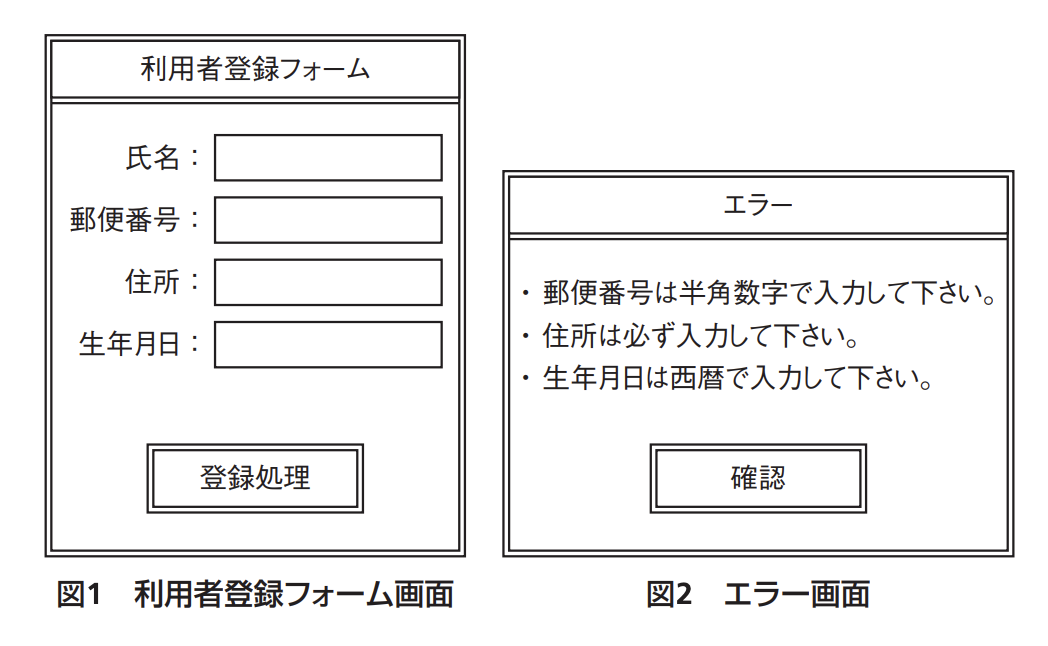 利用者登録フォーム
氏名：
郵便番号：
住所：
生年月日：
登録処理
図1　利用者登録フォーム画面
エラー
・郵便番号は半角数字で入力して下さい。
・住所は必ず入力して下さい。
・生年月日は西暦で入力して下さい。
確認
図2　エラー画面